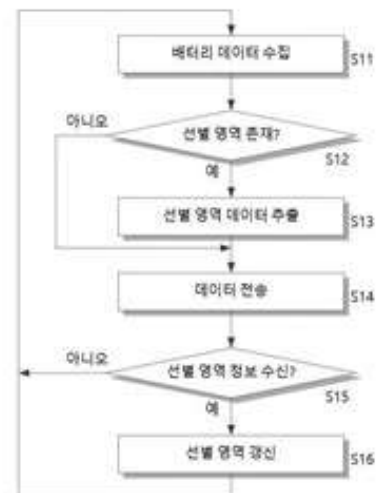 배터리 데이터 수집
S11
아니오
선별 영역 존재?
S12
예
선별 영역 데이터 추출
S13
데이터 전송
S14
아니오
선별 영역 정보 수신?
S15
예
선별 영역 갱신
S16